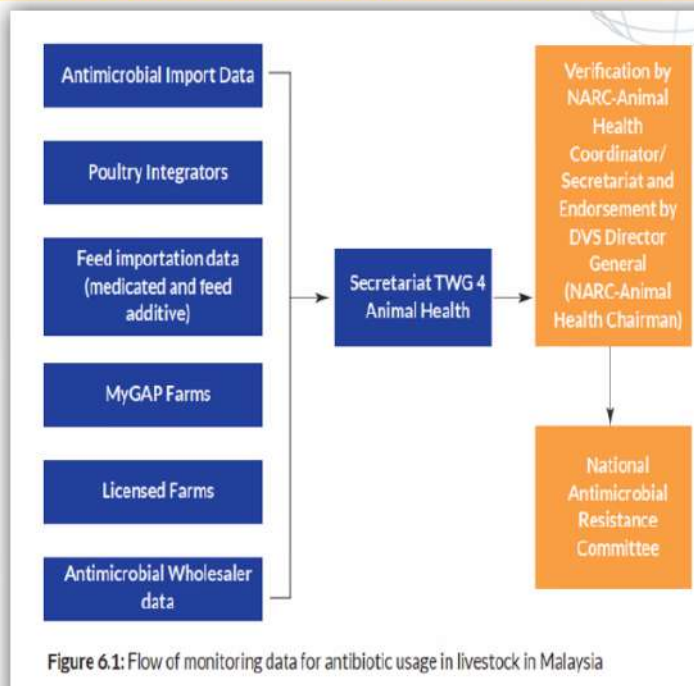 Antimicrobial Import Data
Poultry Integrators
Feed importation data
(medicated and feed
additive)
MyGAP Farms
Licensed Farms
Antimicrobial Wholesaler
data
Secretariat TWG 4
Animal Health
Verification by
NARC-Animal
Health
Coordinator/
Secretariat and
Endorsement by
DVS Director
General
(NARC-Animal
Health Chairman)
National
Antimicrobial
Resistance
Committee
Figure 6.1: Flow of monitoring data for antibiotic usage in livestock in Malaysia